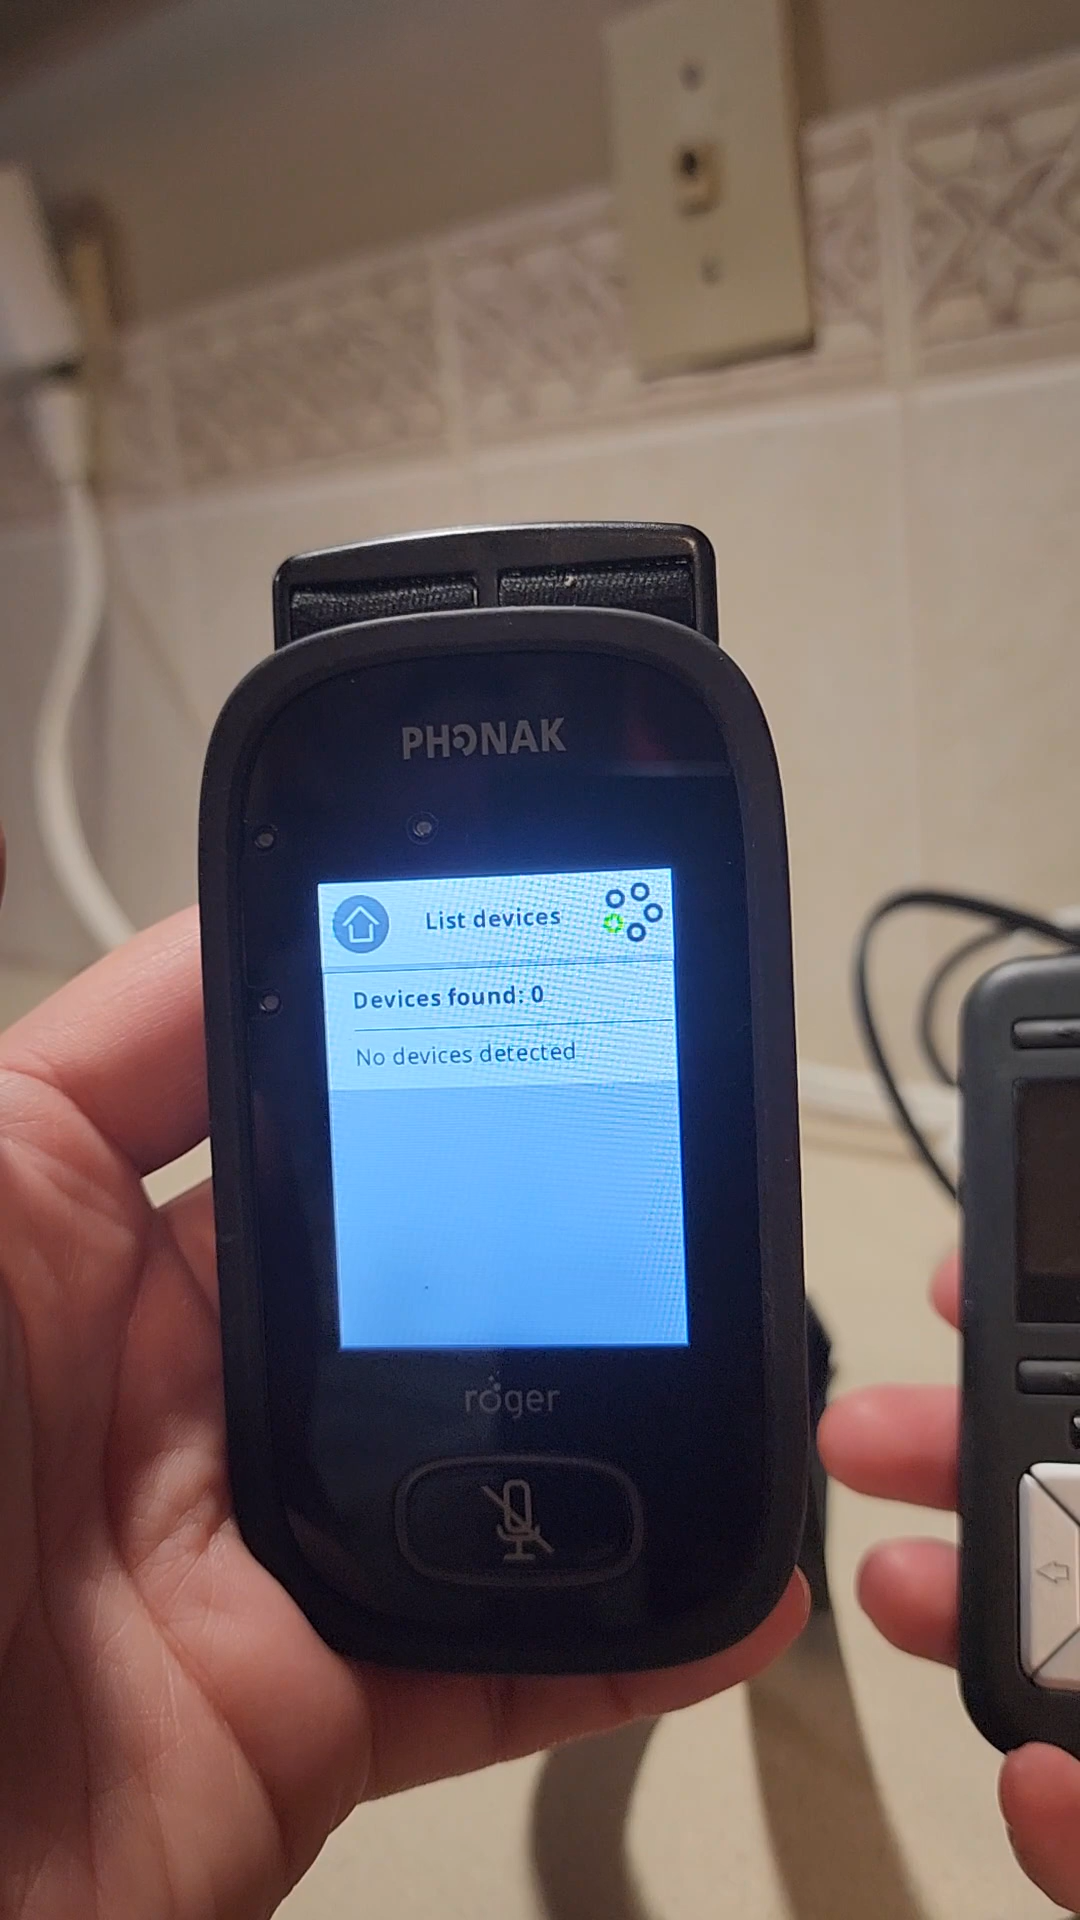 PHONAK
List devices
Devices found: 0
No devices detected
roger